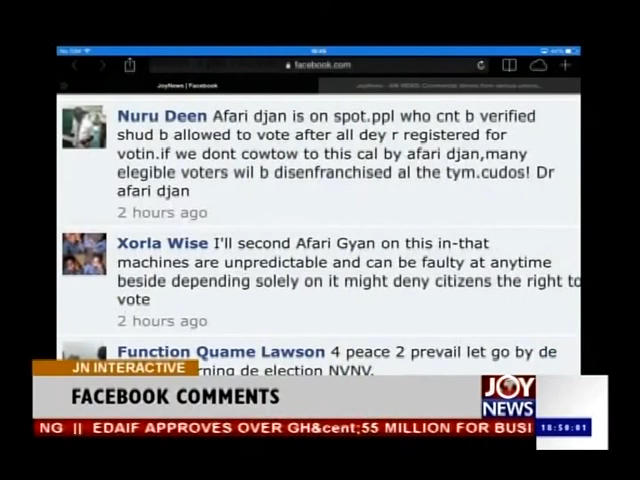 facebook.com
JoyNews | Facebook
Nuru Deen Afari djan is on spot.ppl who cnt b verified
shud b allowed to vote after all dey r registered for
votin.if we dont cowtow to this cal by afari djan,many
elegible voters wil b disenfranchised al the tym.cudos! Dr
afari djan
2 hours ago
Xorla Wise I'll second Afari Gyan on this in-that
machines are unpredictable and can be faulty at anytime
beside depending solely on it might deny citizens the right to
vote
2 hours ago
Function Quame Lawson 4 peace 2 prevail let go by de
rning de election NVNV.
JN INTERACTIVE
FACEBOOK COMMENTS
JOY
NEWS
NG || EDAIF APPROVES OVER GH&cent;55 MILLION FOR BUSI
18:50:01